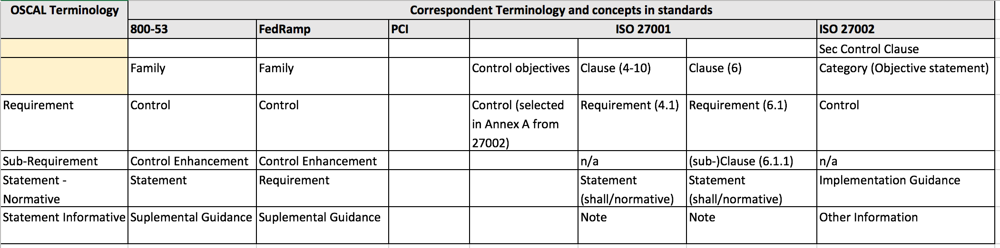 OSCAL Terminology
Correspondent Terminology and concepts in standards
800-53
FedRamp
PCI
ISO 27001
ISO 27002
Sec Control Clause
Family
Family
Control objectives
Clause (4-10)
Clause (6)
Category (Objective statement)
Requirement
Control
Control
Control (selected
in Annex A from
27002)
Requirement (4.1)
Requirement (6.1)
Control
Sub-Requirement
Control Enhancement
Control Enhancement
n/a
(sub-)Clause (6.1.1)
n/a
Statement -
Normative
Statement
Requirement
Statement
(shall/normative)
Statement
(shall/normative)
Implementation Guidance
Statement Informative
Suplemental Guidance
Suplemental Guidance
Note
Note
Other Information